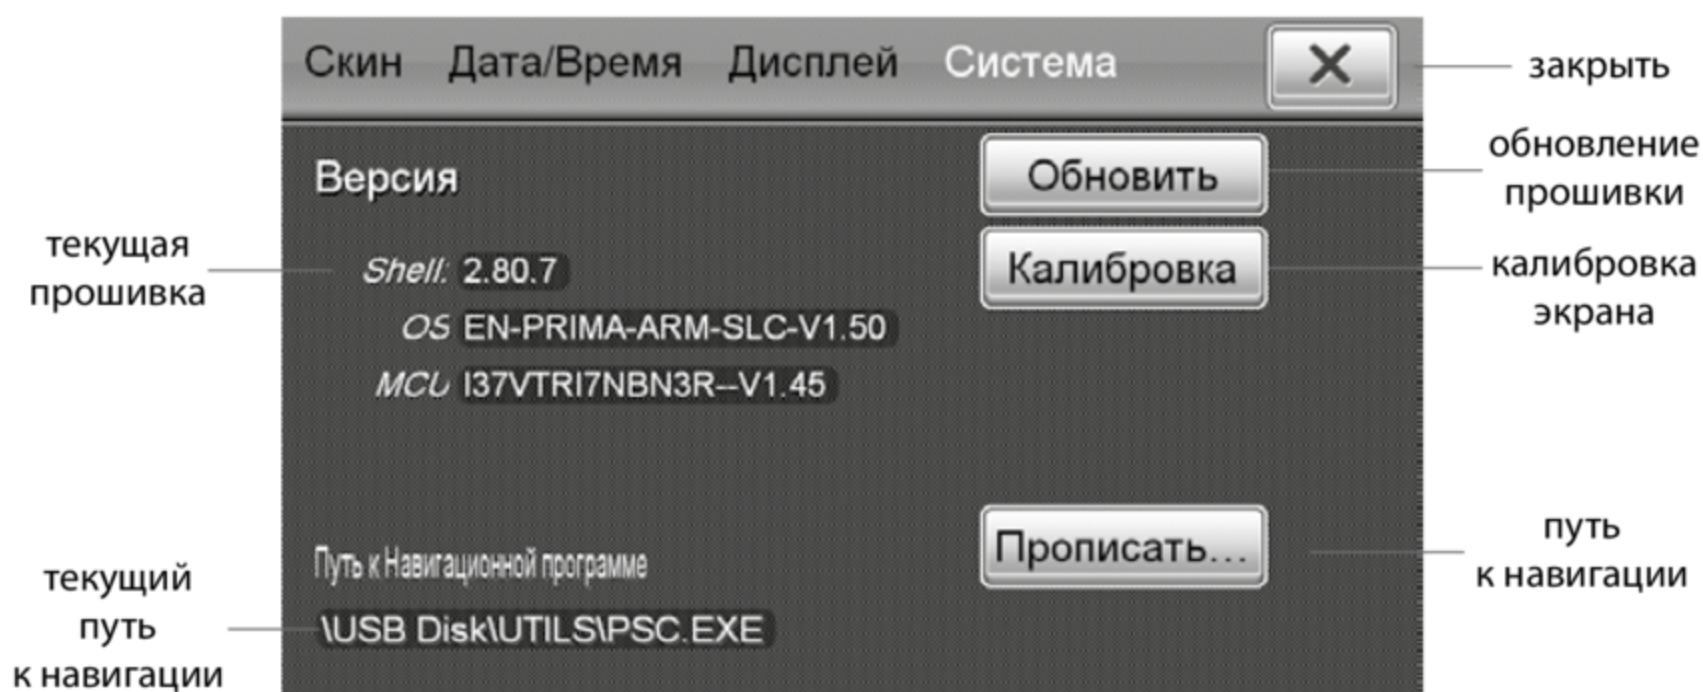 Скин Дата/Время Дисплей Система
закрыть
Версия
Обновить
обновление
прошивки
текущая
прошивка
Shell: 2.80.7
Калибровка
калибровка
экрана
OS EN-PRIMA-ARM-SLC-V1.50
MCU I37VTRI7NBN3R--V1.45
Путь к Навигационной программе
Прописать...
путь
к навигации
текущий
путь
к навигации
\USB Disk\UTILS\PSC.EXE